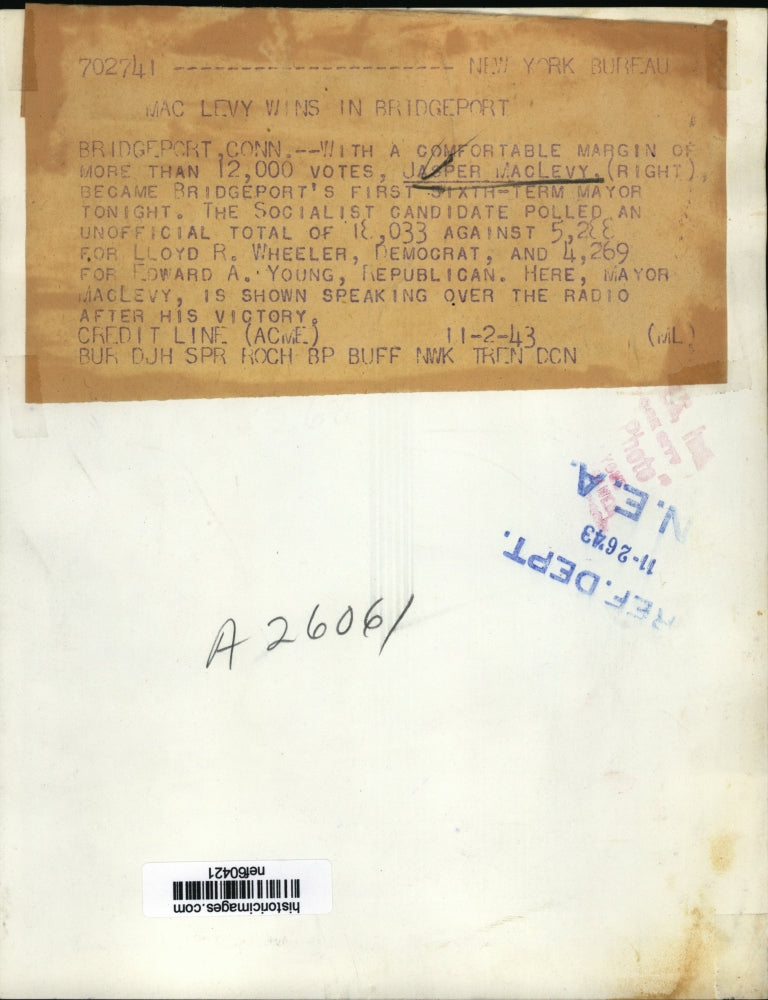 702741 ---------------------- NEW YORK BUREAU
MAC LEVY WINS IN BRIDGEPORT
BRIDGEPORT, CONN.--WITH A COMFORTABLE MARGIN OF
MORE THAN 12,000 VOTES, JASPER MACLEVY, (RIGHT),
BECAME BRIDGEPORT'S FIRST SIXTH-TERM MAYOR
TONIGHT. THE SOCIALIST CANDIDATE POLLED AN
UNOFFICIAL TOTAL OF 18,033 AGAINST
FOR LLOYD R. WHEELER, DEMOCRAT, AND 4,269
FOR EDWARD A. YOUNG, REPUBLICAN. HERE, MAYOR
MACLEVY, IS SHOWN SPEAKING OVER THE RADIO
AFTER HIS VICTORY.
CREDIT LINE (ACME) 11-2-43 (ML)
BUR DJH SPR ROCH BP BUFF NWK TREN DCN
Photo
N.E.A.
11-2643
REF. DEPT.
A 26061
historicimages.com
nef60421